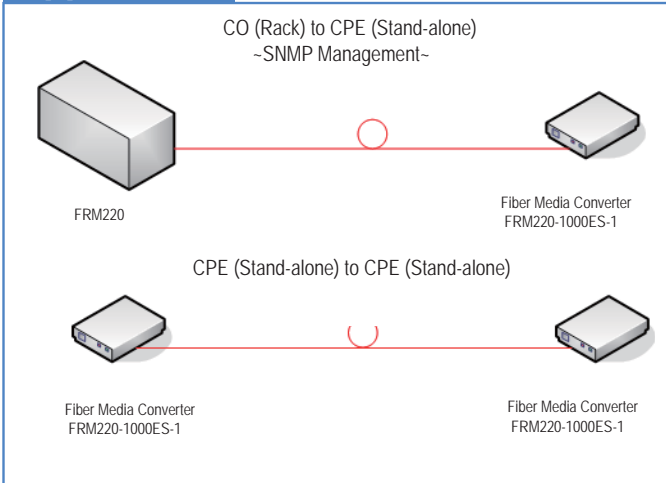 CO (Rack) to CPE (Stand-alone)
~SNMP Management~
FRM220
Fiber Media Converter
FRM220-1000ES-1
CPE (Stand-alone) to CPE (Stand-alone)
Fiber Media Converter
FRM220-1000ES-1
Fiber Media Converter
FRM220-1000ES-1